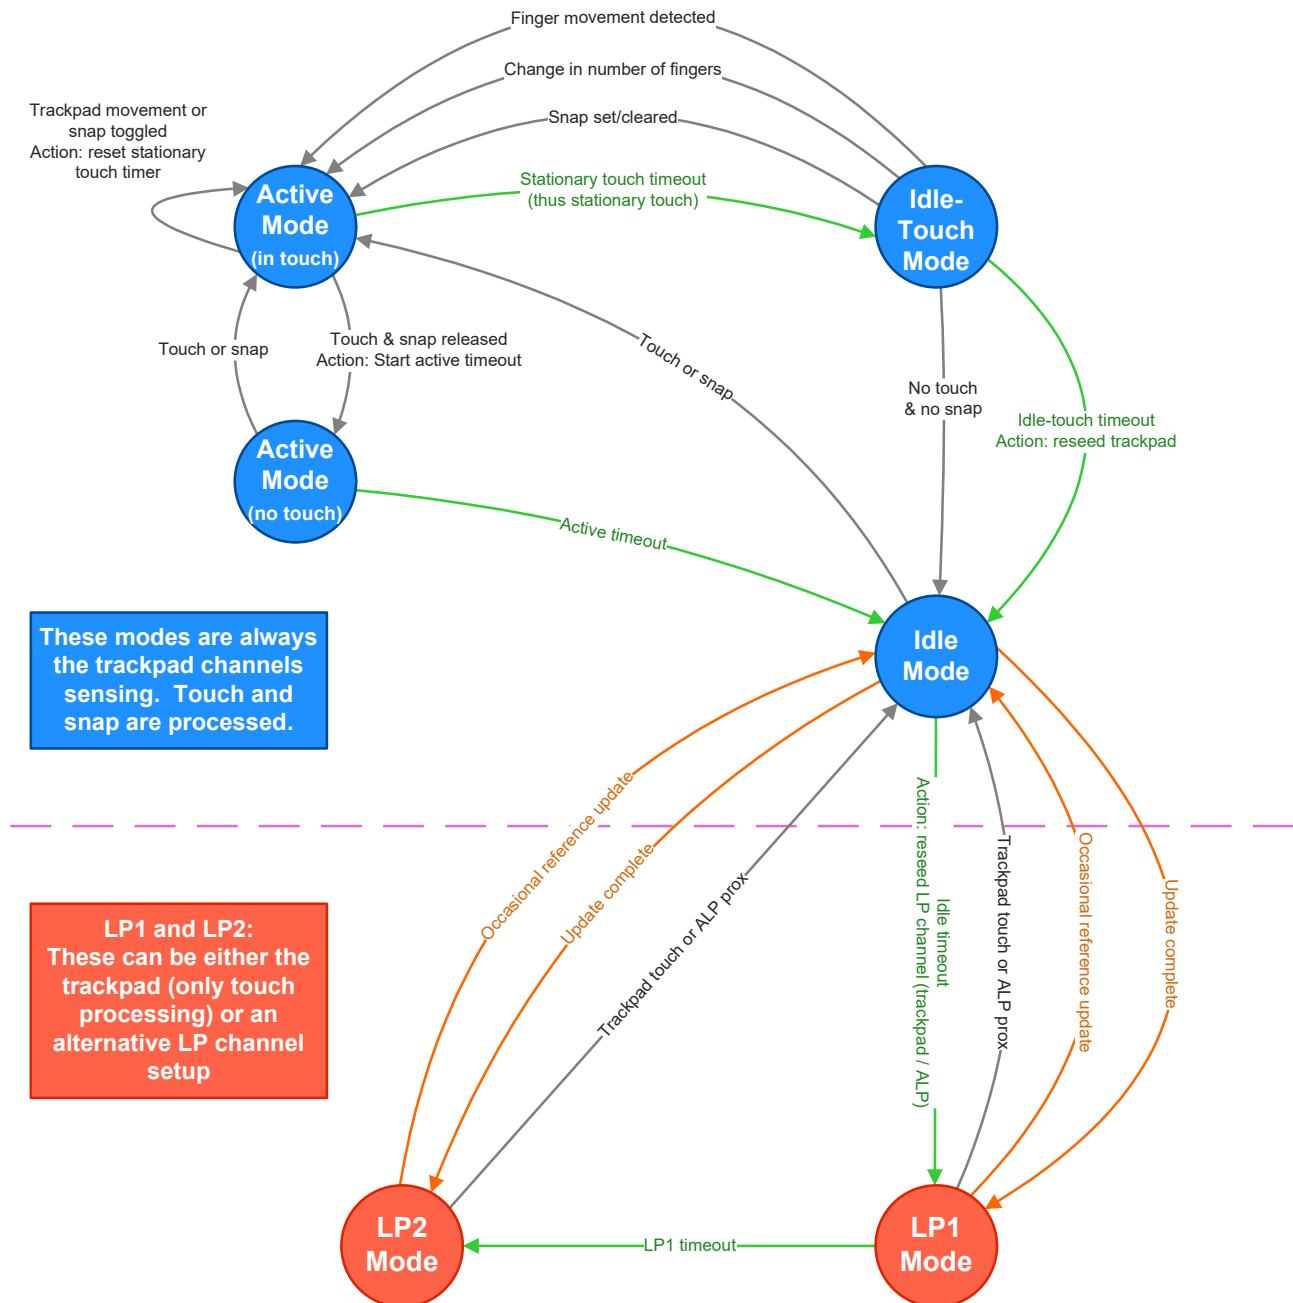 Finger movement detected
Change in number of fingers
Snap set/cleared
Trackpad movement or
snap toggled
Action: reset stationary
touch timer
Stationary touch timeout
(thus stationary touch)
Active
Mode
(in touch)
Idle-
Touch
Mode
Touch or snap
Touch & snap released
Action: Start active timeout
Touch or snap
No touch
& no snap
Idle-touch timeout
Action: reseed trackpad
Active
Mode
(no touch)
Active timeout
These modes are always
the trackpad channels
sensing.  Touch and
snap are processed.
Idle
Mode
Occasional reference update
Update complete
Trackpad touch or ALP prox
Idle timeout
Action: reseed LP channel (trackpad / ALP)
Trackpad touch or ALP prox
Occasional reference update
Update complete
LP1 and LP2:
These can be either the
trackpad (only touch
processing) or an
alternative LP channel
setup
LP2
Mode
LP1 timeout
LP1
Mode